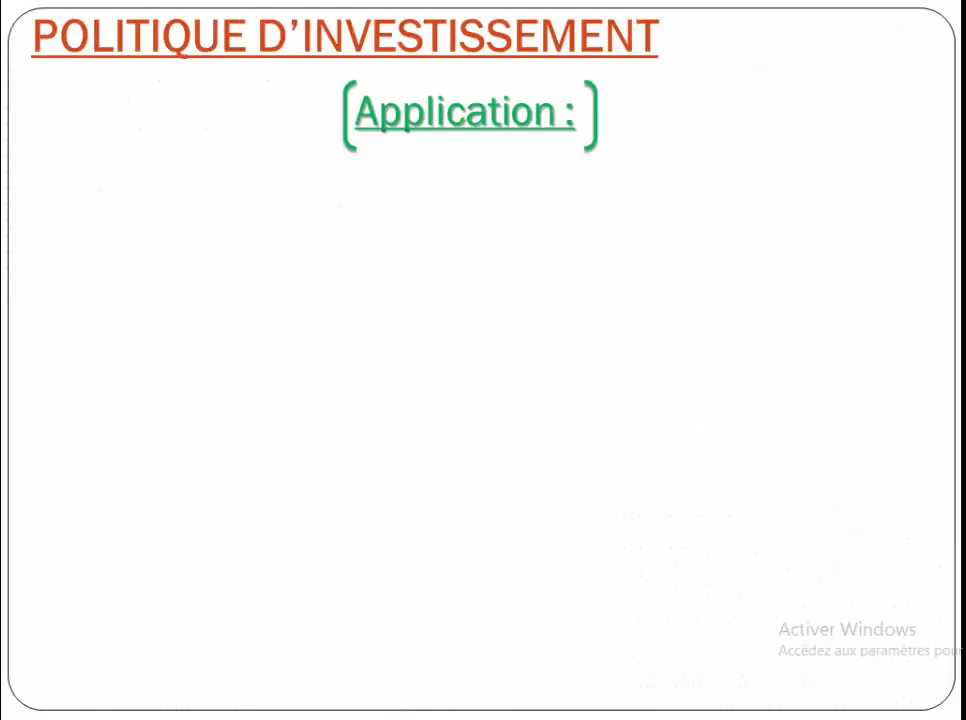 POLITIQUE D’INVESTISSEMENT
Application :
Activer Windows
Accédez aux paramètres pour